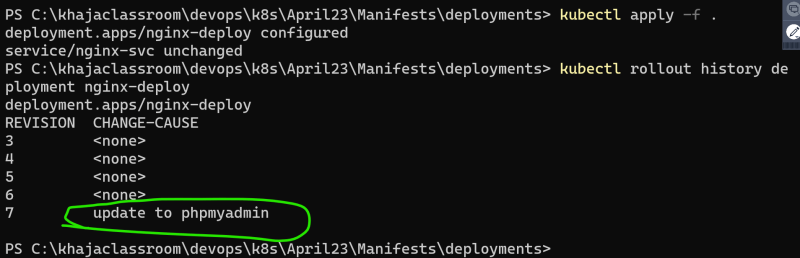 PS C:\khajaclassroom\devops\k8s\April23\Manifests\deployments> kubectl apply -f .
deployment.apps/nginx-deploy configured
service/nginx-svc unchanged
PS C:\khajaclassroom\devops\k8s\April23\Manifests\deployments> kubectl rollout history de
ployment nginx-deploy
deployment.apps/nginx-deploy
REVISION  CHANGE-CAUSE
3         <none>
4         <none>
5         <none>
6         <none>
7         update to phpmyadmin
PS C:\khajaclassroom\devops\k8s\April23\Manifests\deployments>